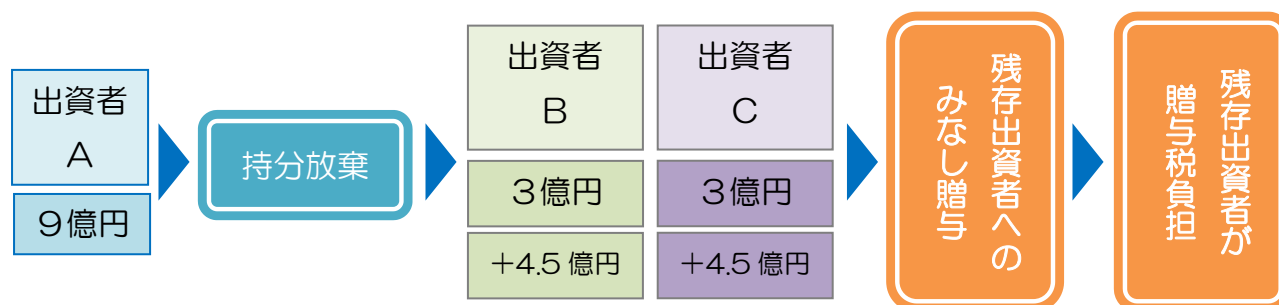 出資者
A
9億円
持分放棄
出資者
B
3億円
+4.5億円
出資者
C
3億円
+4.5億円
残存出資者への
みなし贈与
残存出資者が
贈与税負担